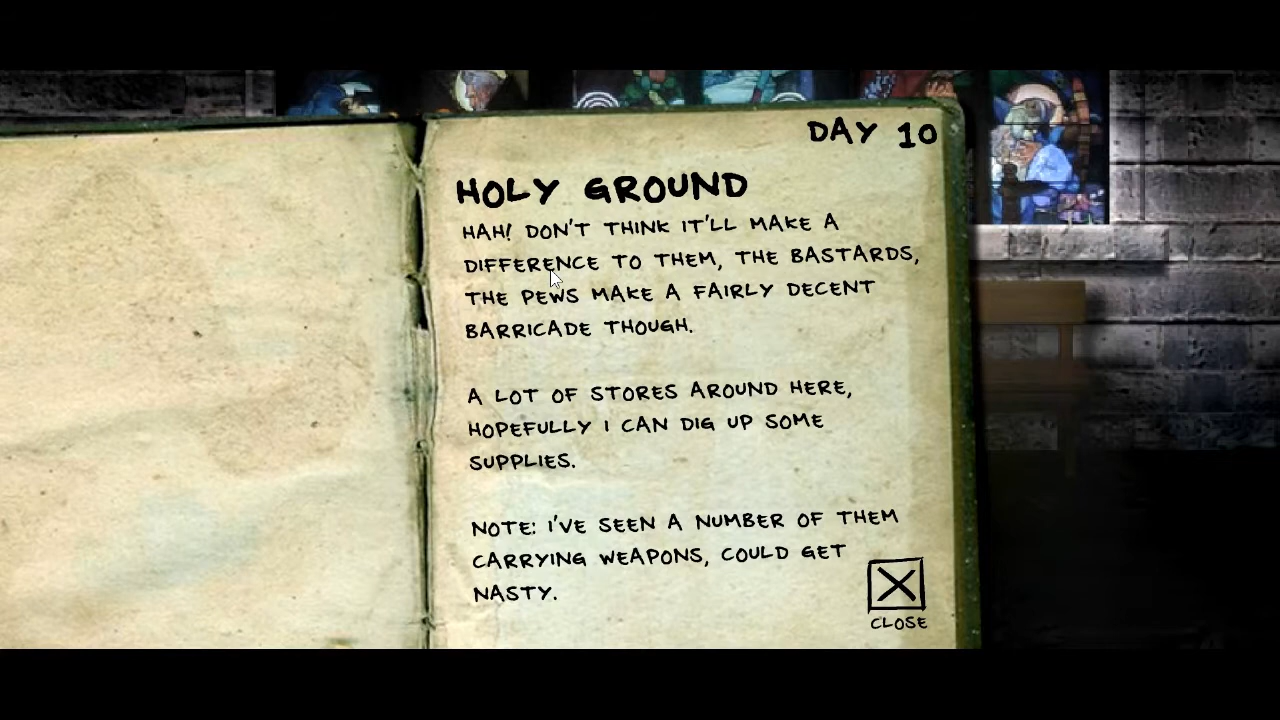 DAY 10
HOLY GROUND
HAH! DON'T THINK IT'LL MAKE A
DIFFERENCE TO THEM, THE BASTARDS,
THE PEWS MAKE A FAIRLY DECENT
BARRICADE THOUGH.
A LOT OF STORES AROUND HERE,
HOPEFULLY I CAN DIG UP SOME
SUPPLIES.
NOTE: I'VE SEEN A NUMBER OF THEM
CARRYING WEAPONS, COULD GET
NASTY.
CLOSE